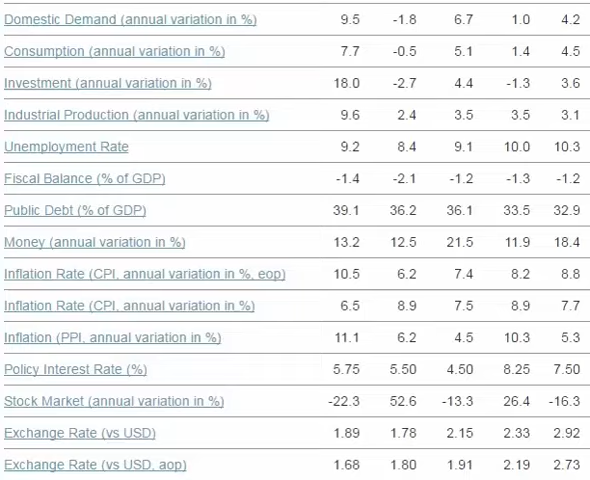 Domestic Demand (annual variation in %) 9.5 -1.8 6.7 1.0 4.2
Consumption (annual variation in %) 7.7 -0.5 5.1 1.4 4.5
Investment (annual variation in %) 18.0 -2.7 4.4 -1.3 3.6
Industrial Production (annual variation in %) 9.6 2.4 3.5 3.5 3.1
Unemployment Rate 9.2 8.4 9.1 10.0 10.3
Fiscal Balance (% of GDP) -1.4 -2.1 -1.2 -1.3 -1.2
Public Debt (% of GDP) 39.1 36.2 36.1 33.5 32.9
Money (annual variation in %) 13.2 12.5 21.5 11.9 18.4
Inflation Rate (CPI, annual variation in %, eop) 10.5 6.2 7.4 8.2 8.8
Inflation Rate (CPI, annual variation in %) 6.5 8.9 7.5 8.9 7.7
Inflation (PPI, annual variation in %) 11.1 6.2 4.5 10.3 5.3
Policy Interest Rate (%) 5.75 5.50 4.50 8.25 7.50
Stock Market (annual variation in %) -22.3 52.6 -13.3 26.4 -16.3
Exchange Rate (vs USD) 1.89 1.78 2.15 2.33 2.92
Exchange Rate (vs USD, aop) 1.68 1.80 1.91 2.19 2.73